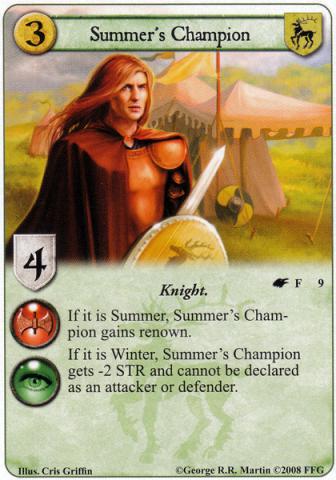 3 Summer's Champion
4
Knight.
F 9
If it is Summer, Summer's Cham-
pion gains renown.
If it is Winter, Summer's Champion
gets -2 STR and cannot be declared
as an attacker or defender.
Illus. Cris Griffin ©George R.R. Martin ©2008 FFG